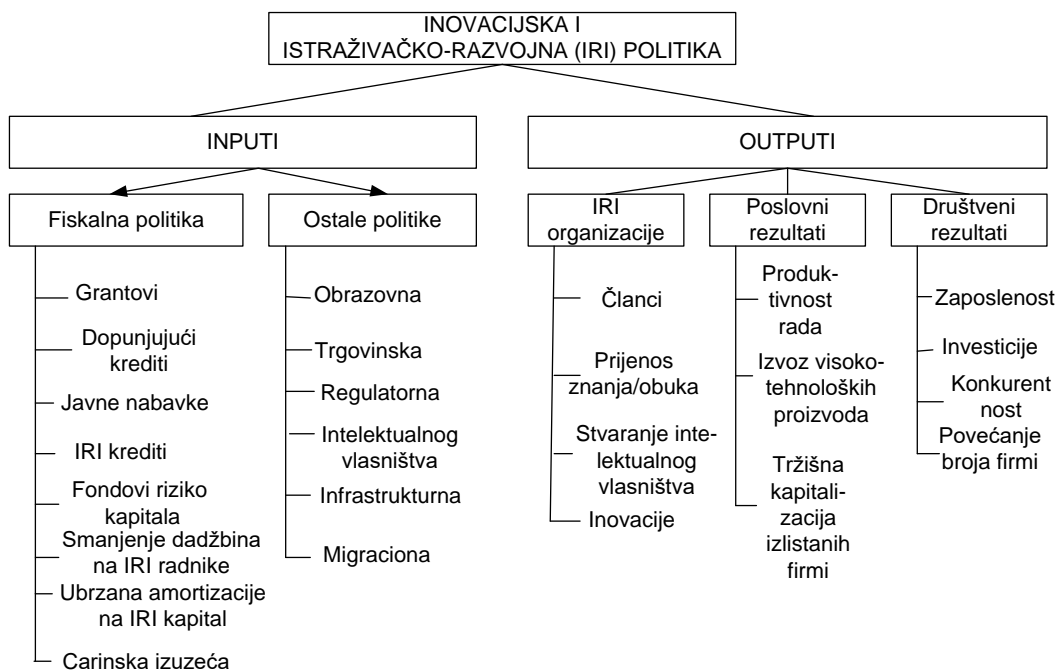 INOVACIJSKA I
ISTRAŽIVAČKO-RAZVOJNA (IRI) POLITIKA
INPUTI
OUTPUTI
Fiskalna politika
Ostale politike
IRI
organizacije
Poslovni
rezultati
Društveni
rezultati
Grantovi
Dopunjujući
krediti
Javne nabavke
IRI krediti
Fondovi riziko
kapitala
Smanjenje dadžbina
na IRI radnike
Ubrzana amortizacije
na IRI kapital
Carinska izuzeća
Obrazovna
Trgovinska
Regulatorna
Intelektualnog
vlasništva
Infrastrukturna
Migraciona
Članci
Prijenos
znanja/obuka
Stvaranje inte-
lektualnog
vlasništva
Inovacije
Produk-
tivnost
rada
Izvoz visoko-
tehnoloških
proizvoda
Tržišna
kapitali-
zacija
izlistanih
firmi
Zaposlenost
Investicije
Konkurent
nost
Povećanje
broja firmi